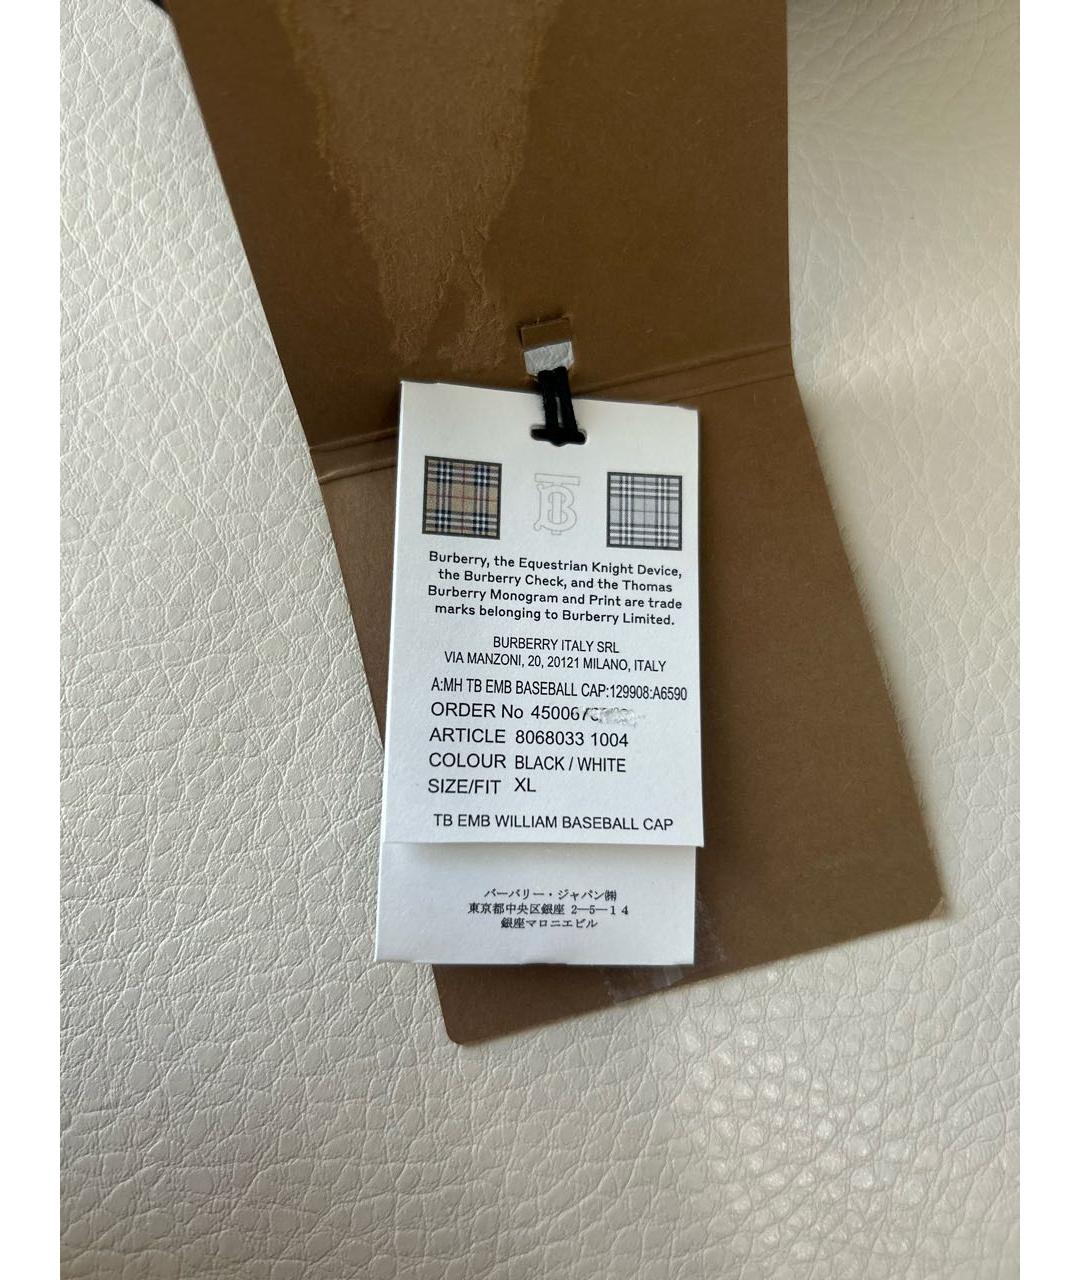 Burberry, the Equestrian Knight Device,
the Burberry Check, and the Thomas
Burberry Monogram and Print are trade
marks belonging to Burberry Limited.
BURBERRY ITALY SRL
VIA MANZONI, 20, 20121 MILANO, ITALY
A:MH TB EMB BASEBALL CAP:129908:A6590
ORDER No
ARTICLE 8068033 1004
COLOUR BLACK / WHITE
SIZE/FIT XL
TB EMB WILLIAM BASEBALL CAP
バーバリー・ジャパン㈱
東京都中央区銀座 2―5―１４
銀座マロニエビル